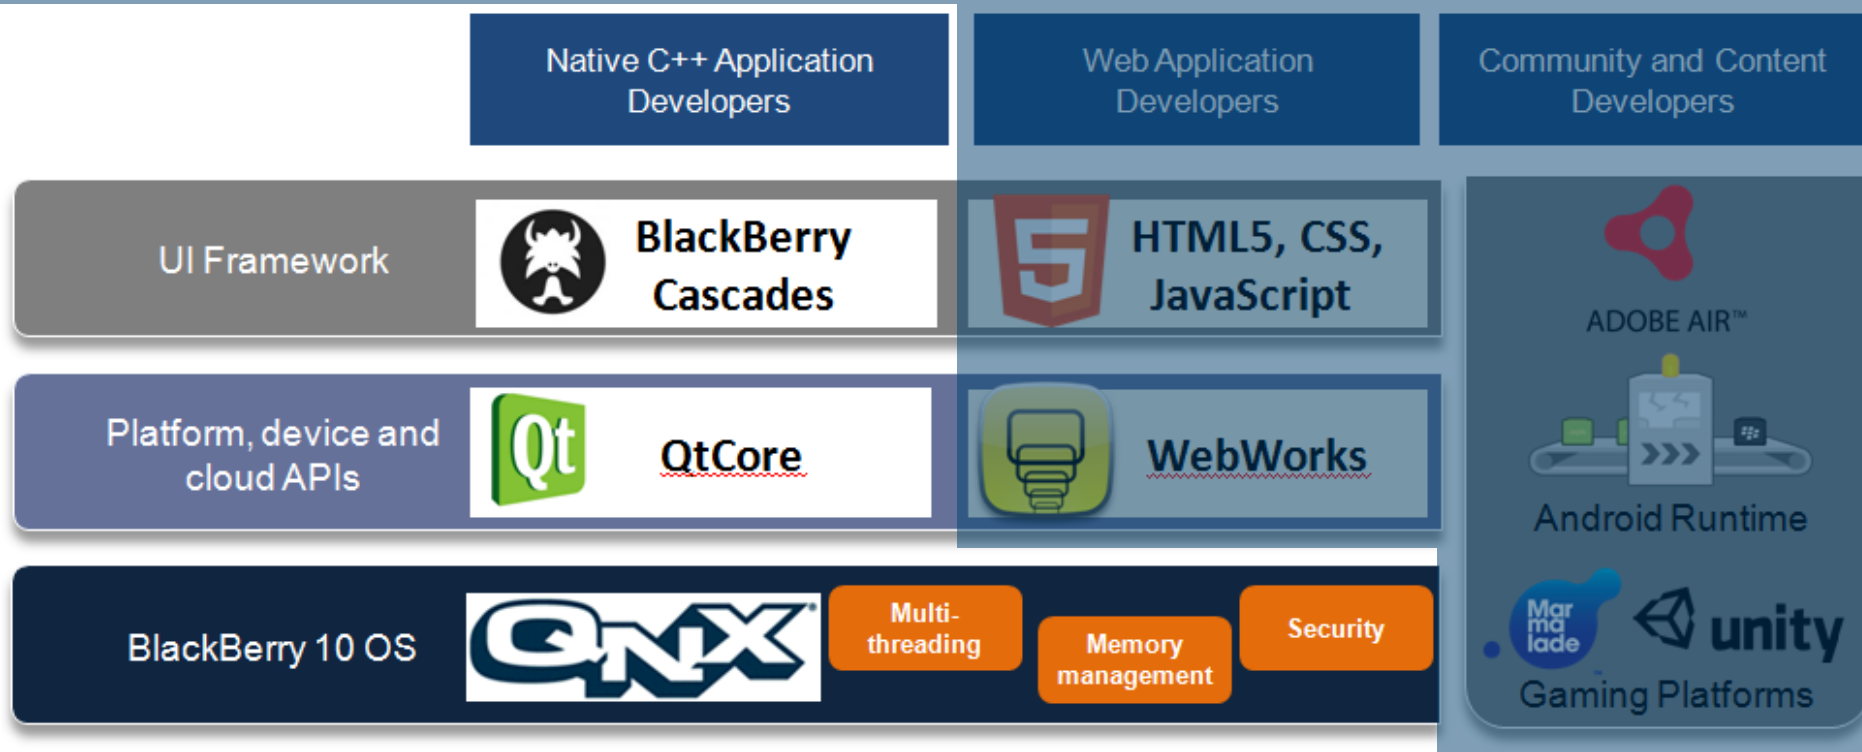 Native C++ Application
Developers
Web Application
Developers
Community and Content
Developers
UI Framework
BlackBerry
Cascades
5
HTML5, CSS,
JavaScript
ADOBE AIR™
Platform, device and
cloud APIs
Qt
QtCore
WebWorks
Android Runtime
BlackBerry 10 OS
QNX
Multi-
threading
Memory
management
Security
Mar
ma
lade
unity
Gaming Platforms